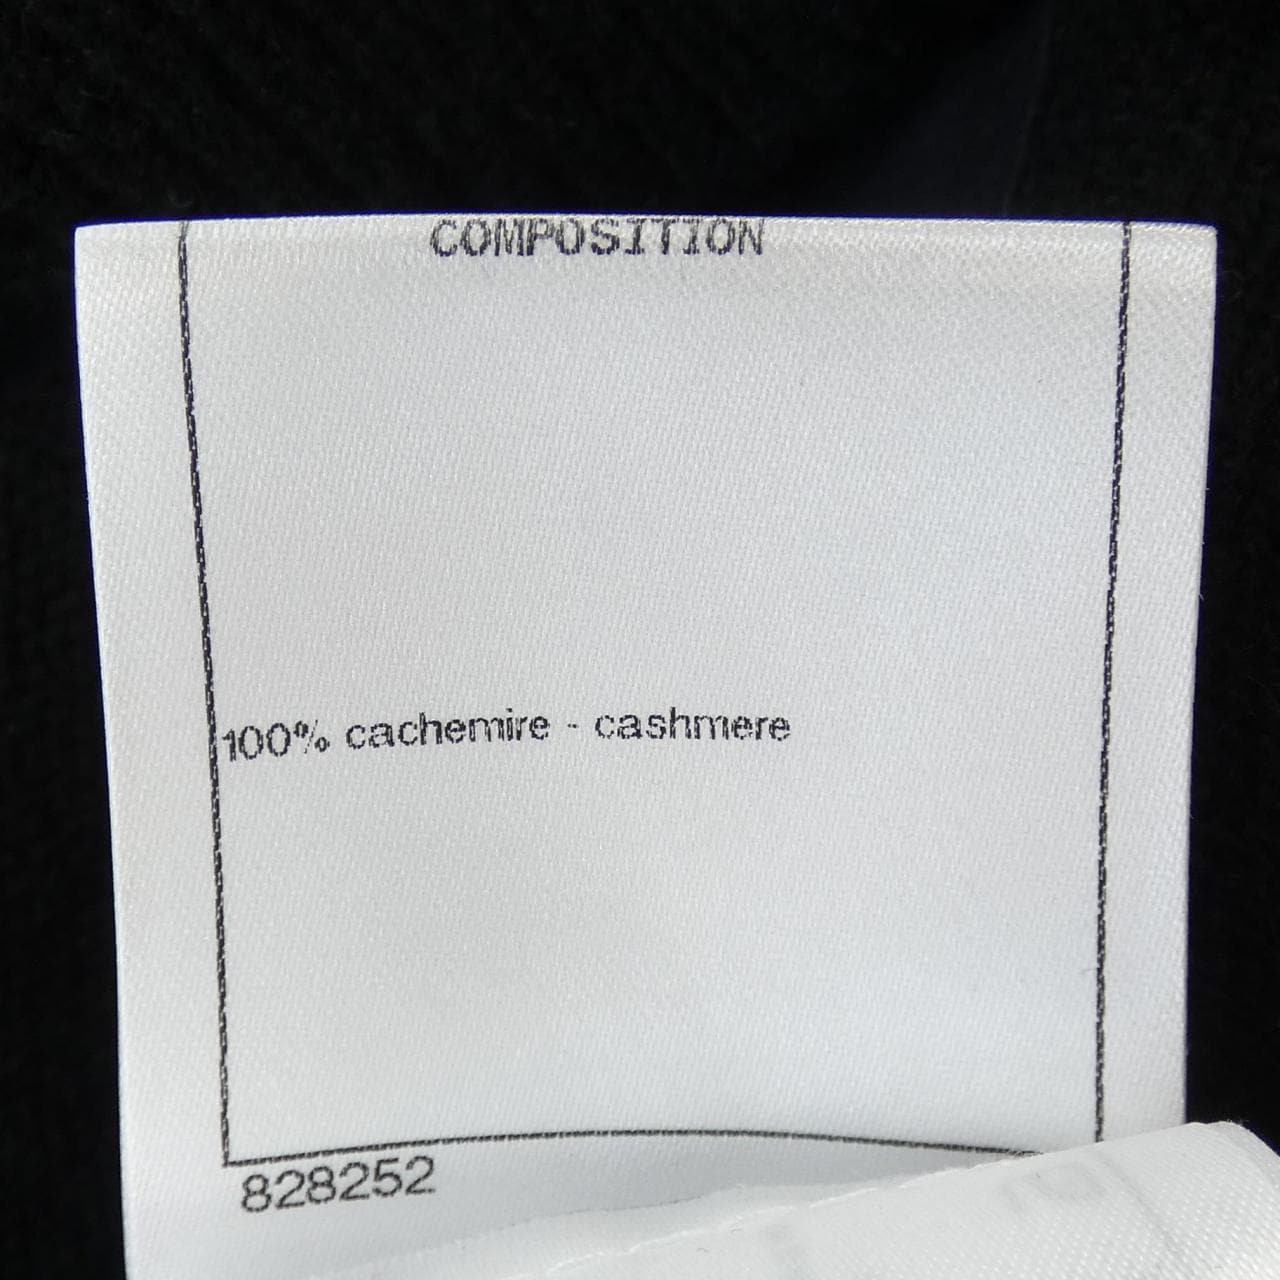 COMPOSITION
100% cachemire - cashmere
828252